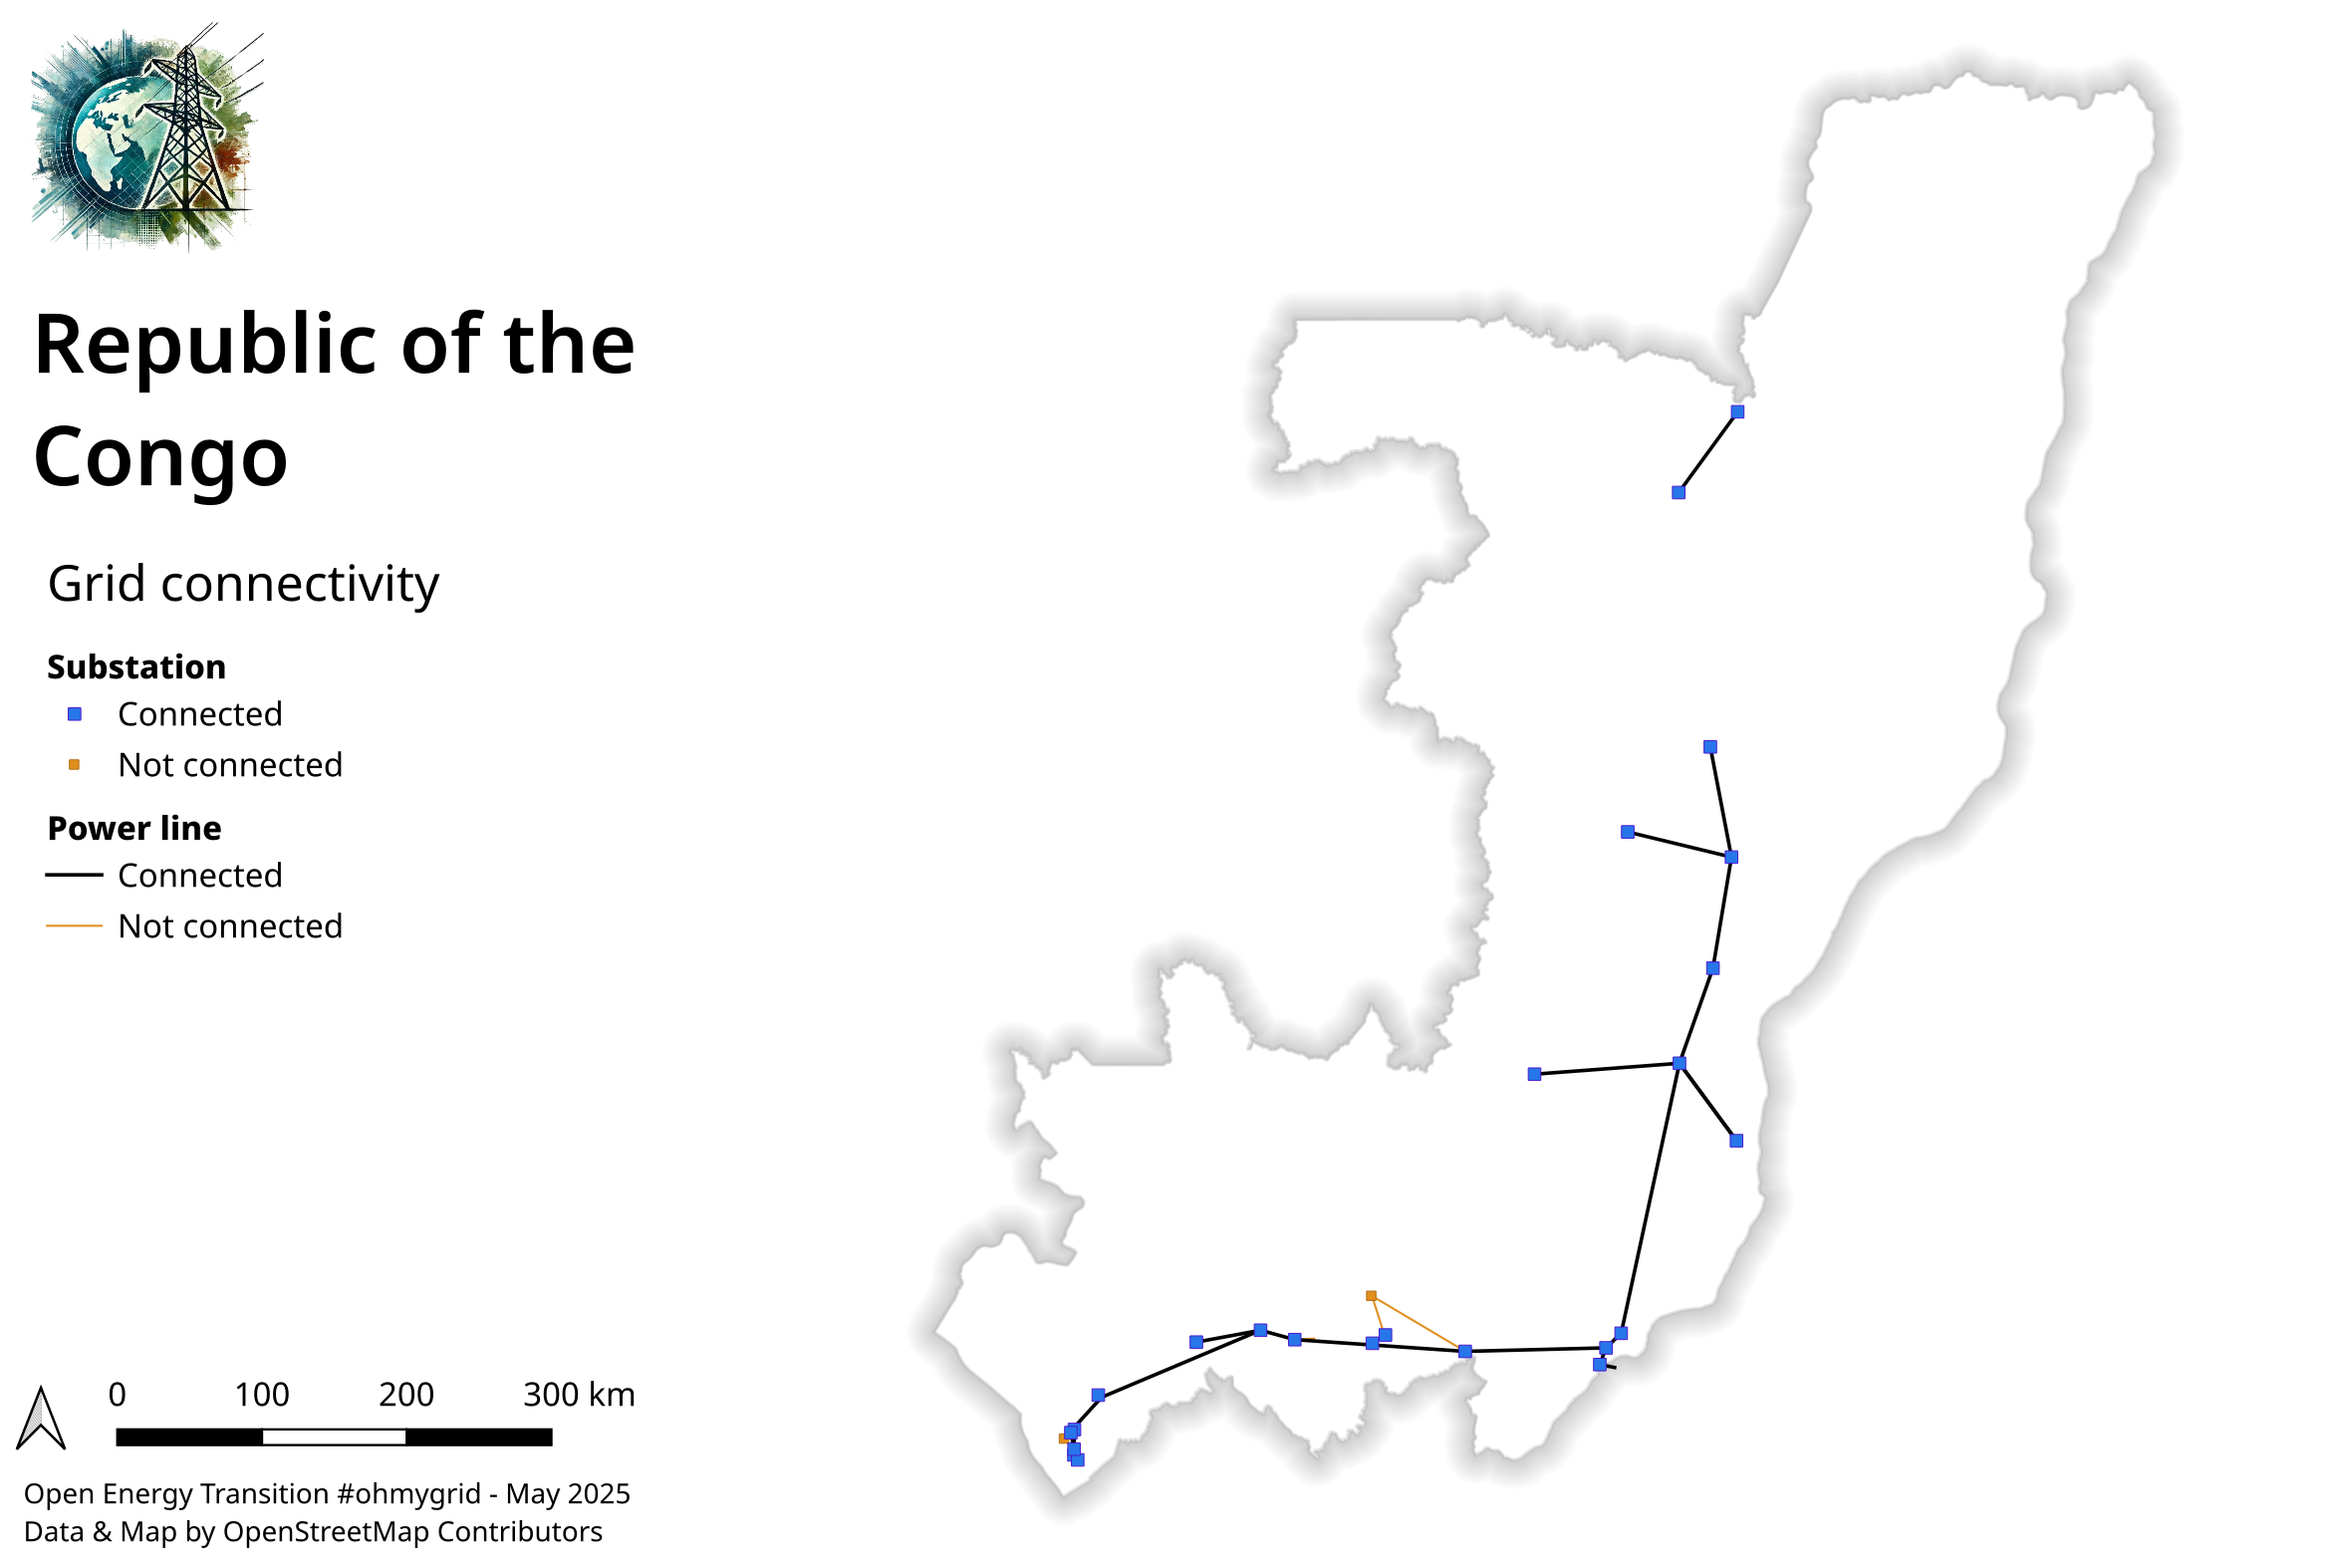 Republic of the
Congo
Grid connectivity
Substation
Connected
Not connected
Power line
Connected
Not connected
0 100 200 300 km
Open Energy Transition #ohmygrid - May 2025
Data & Map by OpenStreetMap Contributors